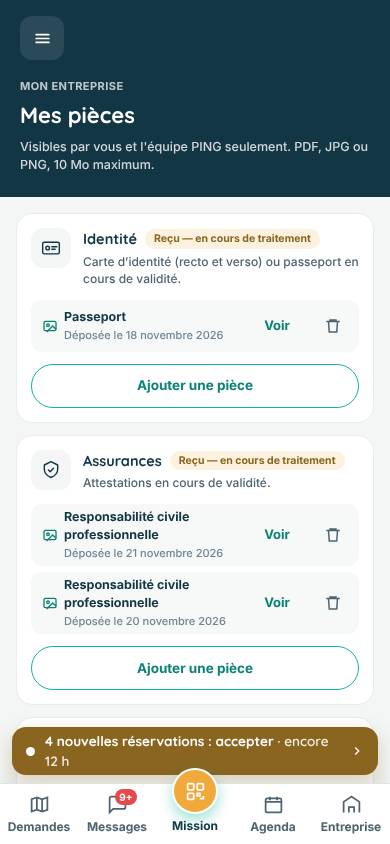 MON ENTREPRISE
Mes pièces
Visibles par vous et l'équipe PING seulement. PDF, JPG ou
PNG, 10 Mo maximum.
Identité
Reçu — en cours de traitement
Carte d'identité (recto et verso) ou passeport en
cours de validité.
Passeport
Déposée le 18 novembre 2026
Voir
Ajouter une pièce
Assurances
Reçu — en cours de traitement
Attestations en cours de validité.
Responsabilité civile
professionnelle
Déposée le 21 novembre 2026
Voir
Responsabilité civile
professionnelle
Déposée le 20 novembre 2026
Voir
Ajouter une pièce
4 nouvelles réservations : accepter · encore
12 h
9+
Demandes
Messages
Mission
Agenda
Entreprise